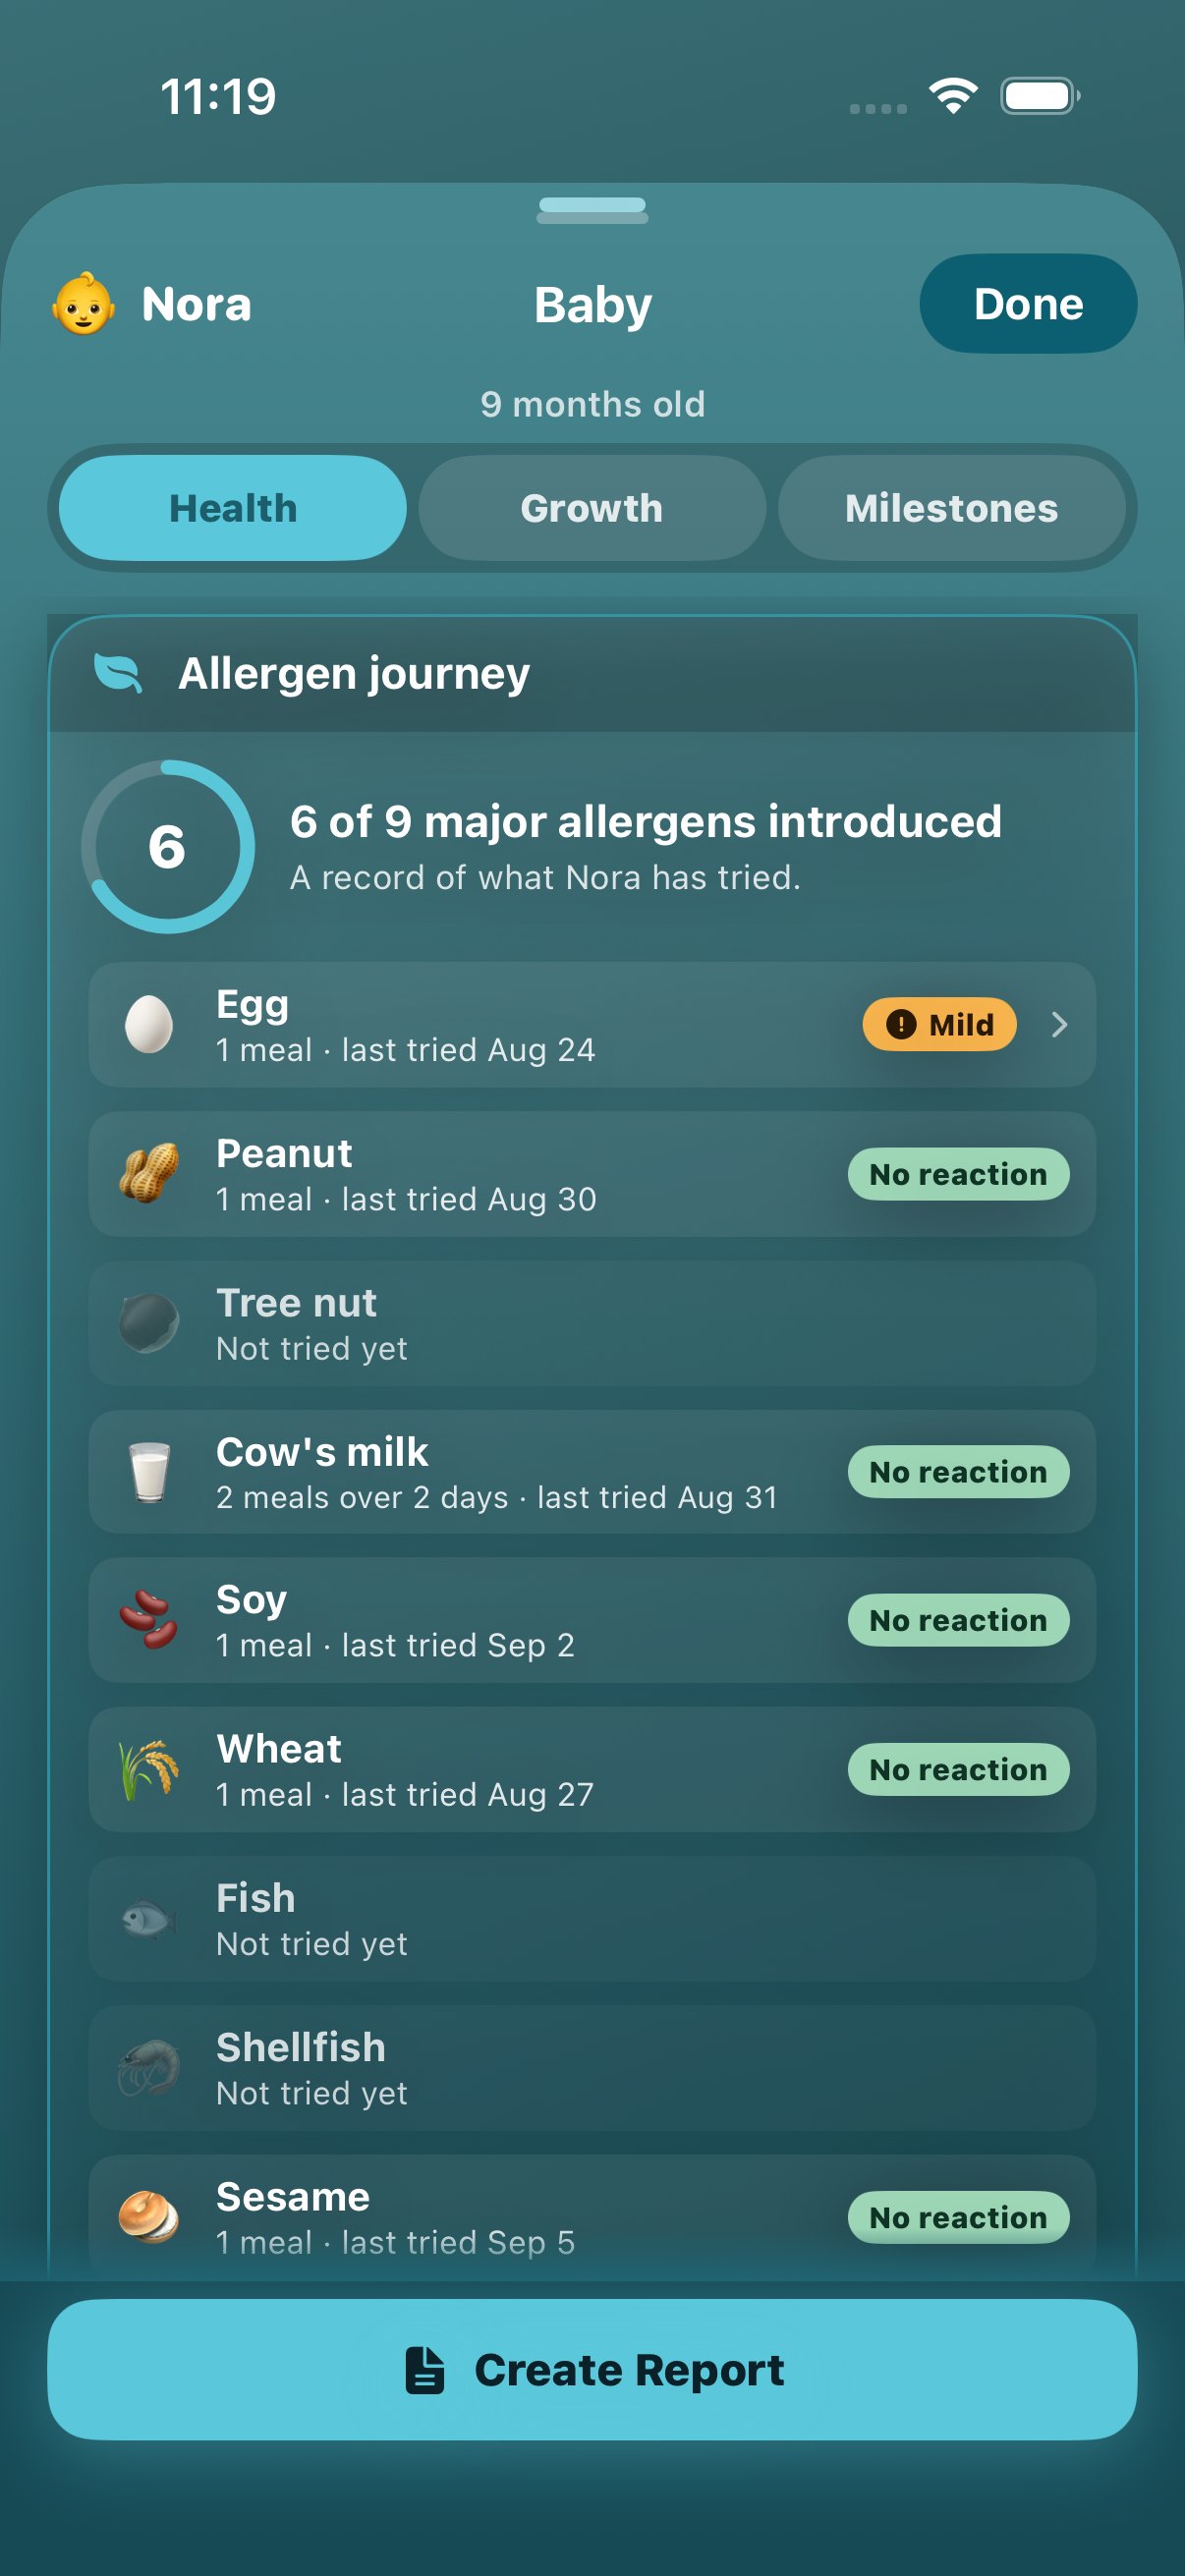 11:19
Nora
Baby
Done
9 months old
Health
Growth
Milestones
Allergen journey
6
6 of 9 major allergens introduced
A record of what Nora has tried.
Egg
1 meal · last tried Aug 24
Mild
Peanut
1 meal · last tried Aug 30
No reaction
Tree nut
Not tried yet
Cow's milk
2 meals over 2 days · last tried Aug 31
No reaction
Soy
1 meal · last tried Sep 2
No reaction
Wheat
1 meal · last tried Aug 27
No reaction
Fish
Not tried yet
Shellfish
Not tried yet
Sesame
1 meal · last tried Sep 5
No reaction
Create Report